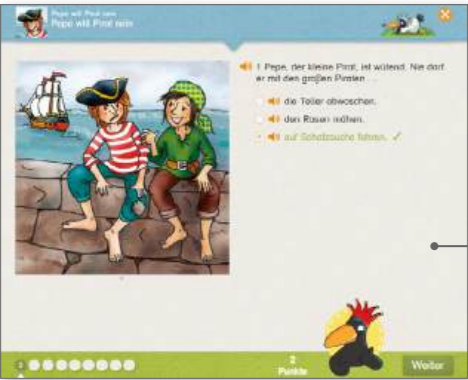 Pepe will Pirat sein
Pepe will Pirat sein
1 Pepe, der kleine Pirat, ist wütend. Nie darf
er mit den großen Piraten ...
die Teller abwaschen.
den Rasen mähen.
auf Schatzsuche fahren. ✓
1
2
Punkte
Weiter